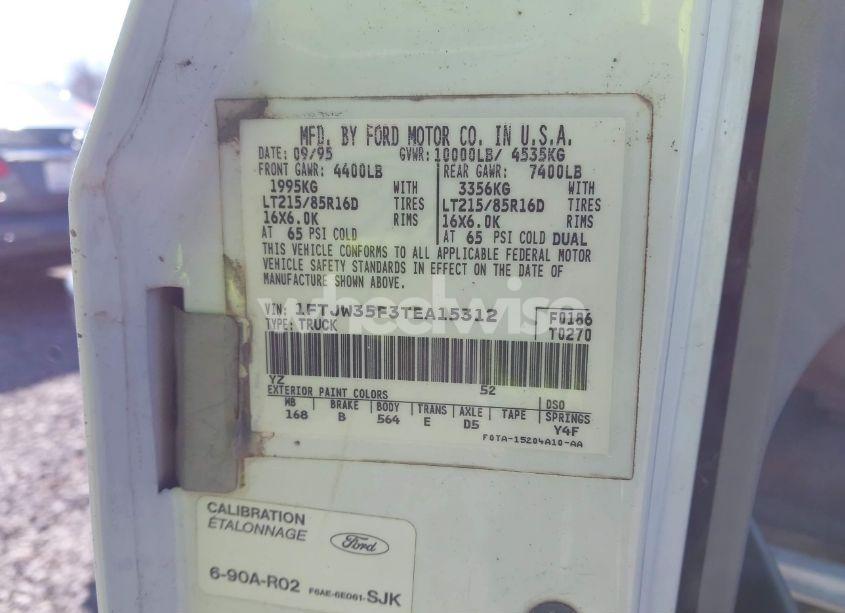 MFD. BY FORD MOTOR CO. IN U.S.A.
DATE: 09/95 GVWR: 10000LB/ 4535KG
FRONT GAWR: 4400LB REAR GAWR: 7400LB
1995KG WITH 3356KG WITH
LT215/85R16D TIRES LT215/85R16D TIRES
16X6.0K RIMS 16X6.0K RIMS
AT 65 PSI COLD AT 65 PSI COLD DUAL
THIS VEHICLE CONFORMS TO ALL APPLICABLE FEDERAL MOTOR
VEHICLE SAFETY STANDARDS IN EFFECT ON THE DATE OF
MANUFACTURE SHOWN ABOVE.
wheelwise
VIN: 1FTJW35F3TEA15312 F0186
TYPE: TRUCK T0270
YZ 52
EXTERIOR PAINT COLORS DSO
WB BRAKE BODY TRANS AXLE TAPE SPRINGS
168 B 564 E D5 Y4F
F0TA-15204A10-AA
CALIBRATION
ÉTALONNAGE
Ford
6-90A-R02 F6AE-6E061-SJK